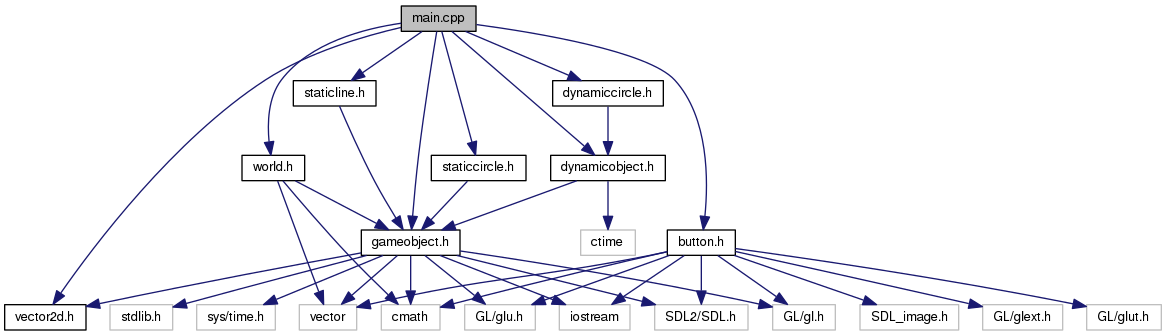 main.cpp
staticline.h
dynamiccircle.h
world.h
staticcircle.h
dynamicobject.h
gameobject.h
ctime
button.h
vector2d.h
stdlib.h
sys/time.h
vector
cmath
GL/glu.h
iostream
SDL2/SDL.h
GL/gl.h
SDL_image.h
GL/glext.h
GL/glut.h